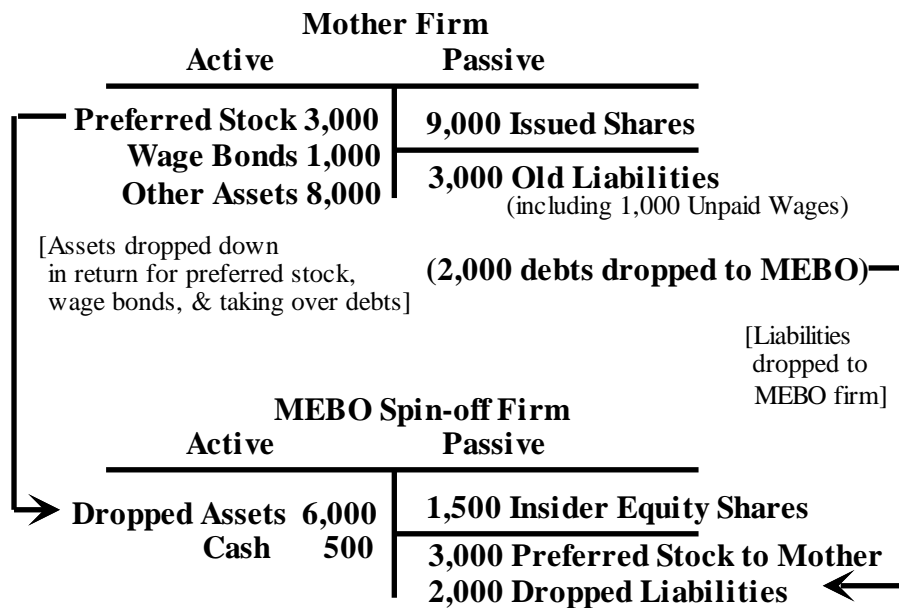 Mother Firm
Active Passive
Preferred Stock 3,000
Wage Bonds 1,000
Other Assets 8,000
9,000 Issued Shares
3,000 Old Liabilities
(including 1,000 Unpaid Wages)
[Assets dropped down
in return for preferred stock,
wage bonds, & taking over debts]
(2,000 debts dropped to MEBO)
[Liabilities
dropped to
MEBO firm]
MEBO Spin-off Firm
Active Passive
Dropped Assets 6,000
Cash 500
1,500 Insider Equity Shares
3,000 Preferred Stock to Mother
2,000 Dropped Liabilities